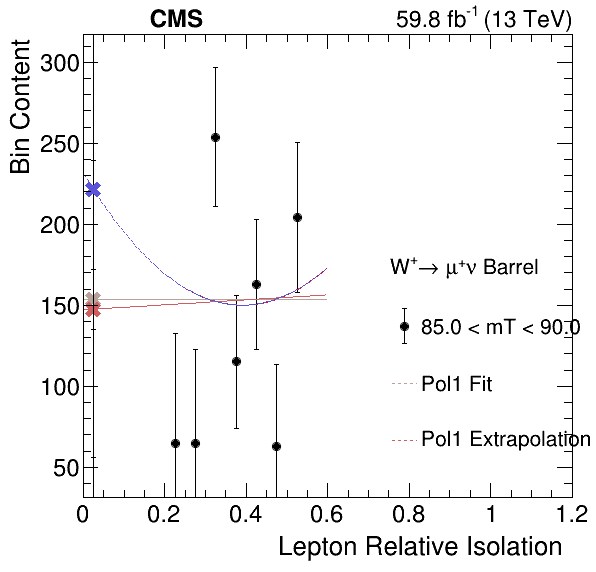 CMS
59.8 fb⁻¹ (13 TeV)
Bin Content
300
250
200
150
100
50
W⁺→ μ⁺ν Barrel
85.0 < mT < 90.0
Pol1 Fit
Pol1 Extrapolation
0 0.2 0.4 0.6 0.8 1 1.2
Lepton Relative Isolation